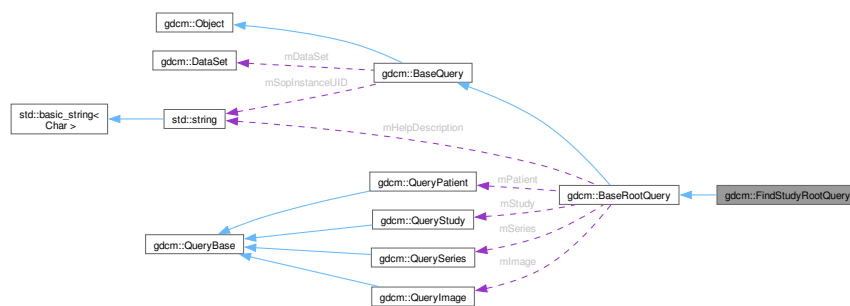 gdcm::Object
gdcm::DataSet
mDataSet
gdcm::BaseQuery
mSopInstanceUID
std::basic_string<
Char >
std::string
mHelpDescription
gdcm::QueryPatient
mPatient
gdcm::BaseRootQuery
gdcm::FindStudyRootQuery
mStudy
gdcm::QueryStudy
mSeries
gdcm::QueryBase
gdcm::QuerySeries
mImage
gdcm::QueryImage